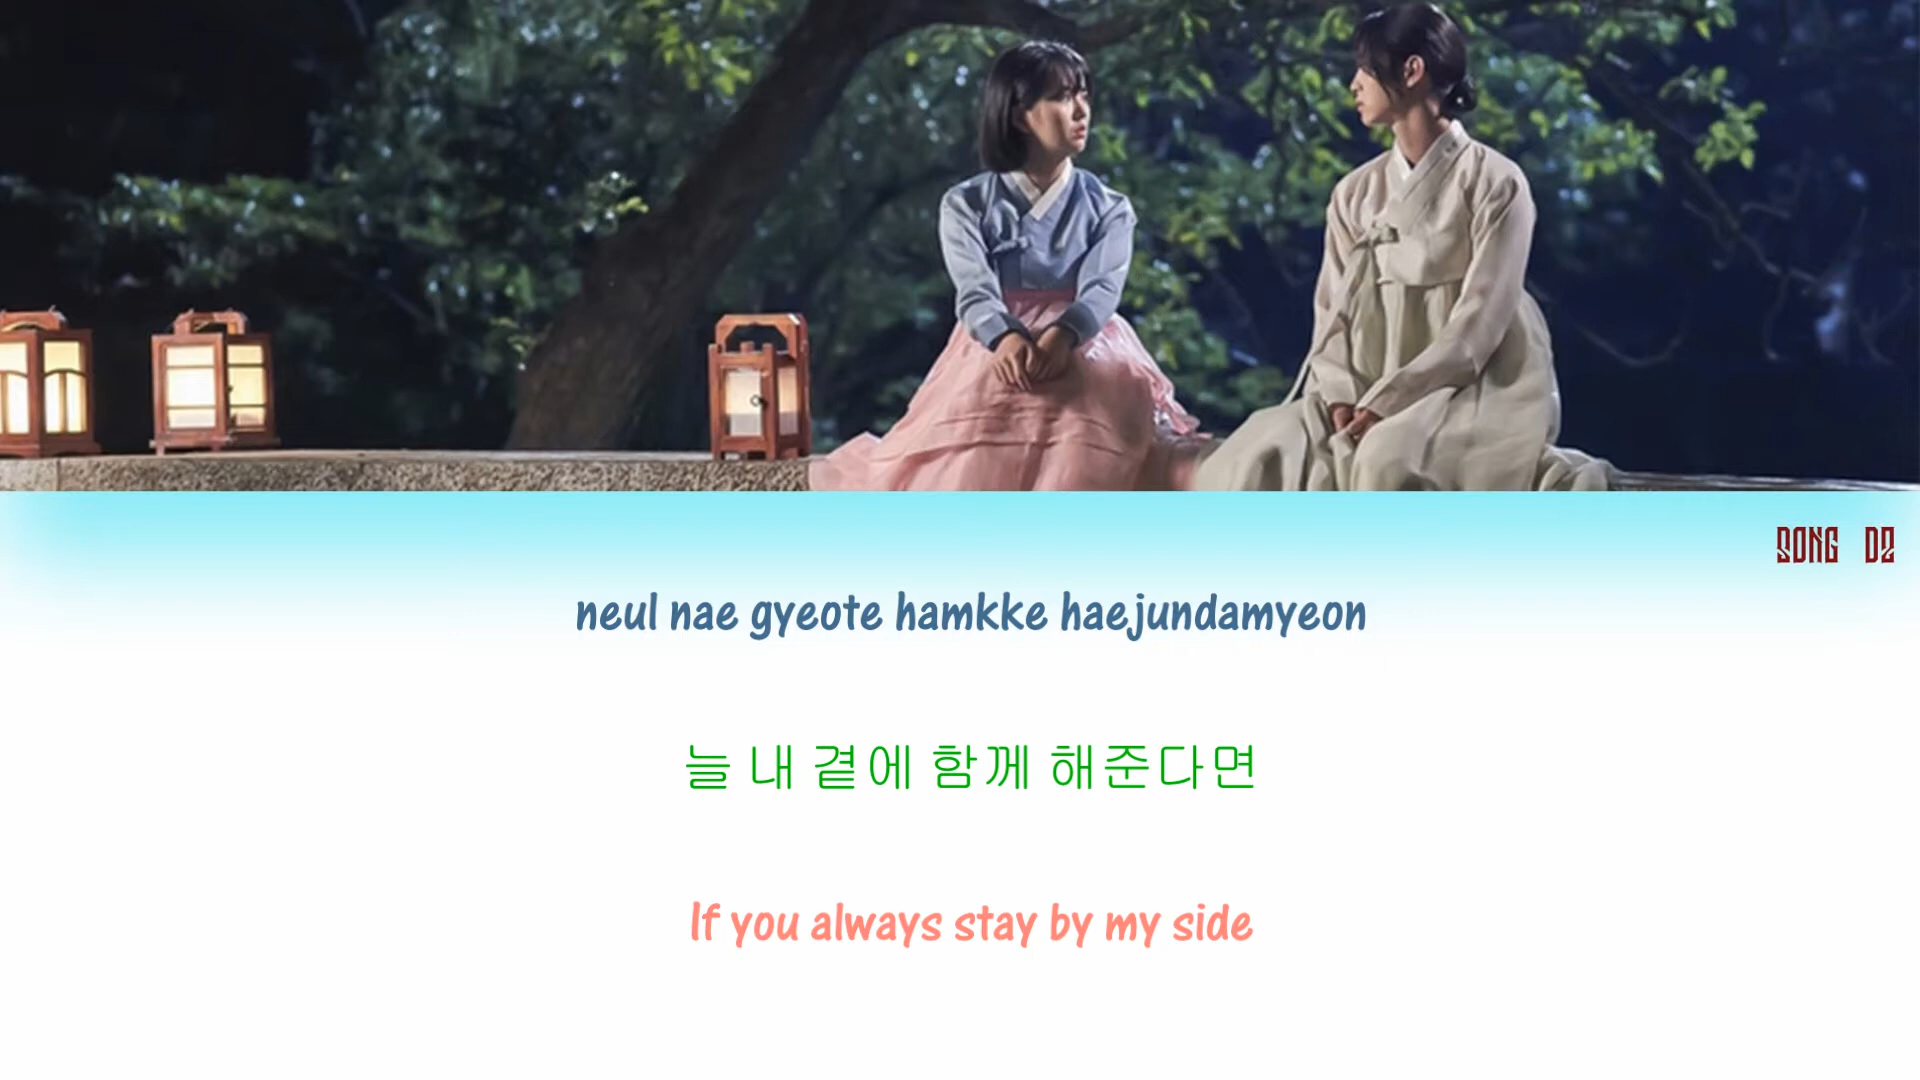 SONG DZ
neul nae gyeote hamkke haejundamyeon
늘 내 곁에 함께 해준다면
If you always stay by my side